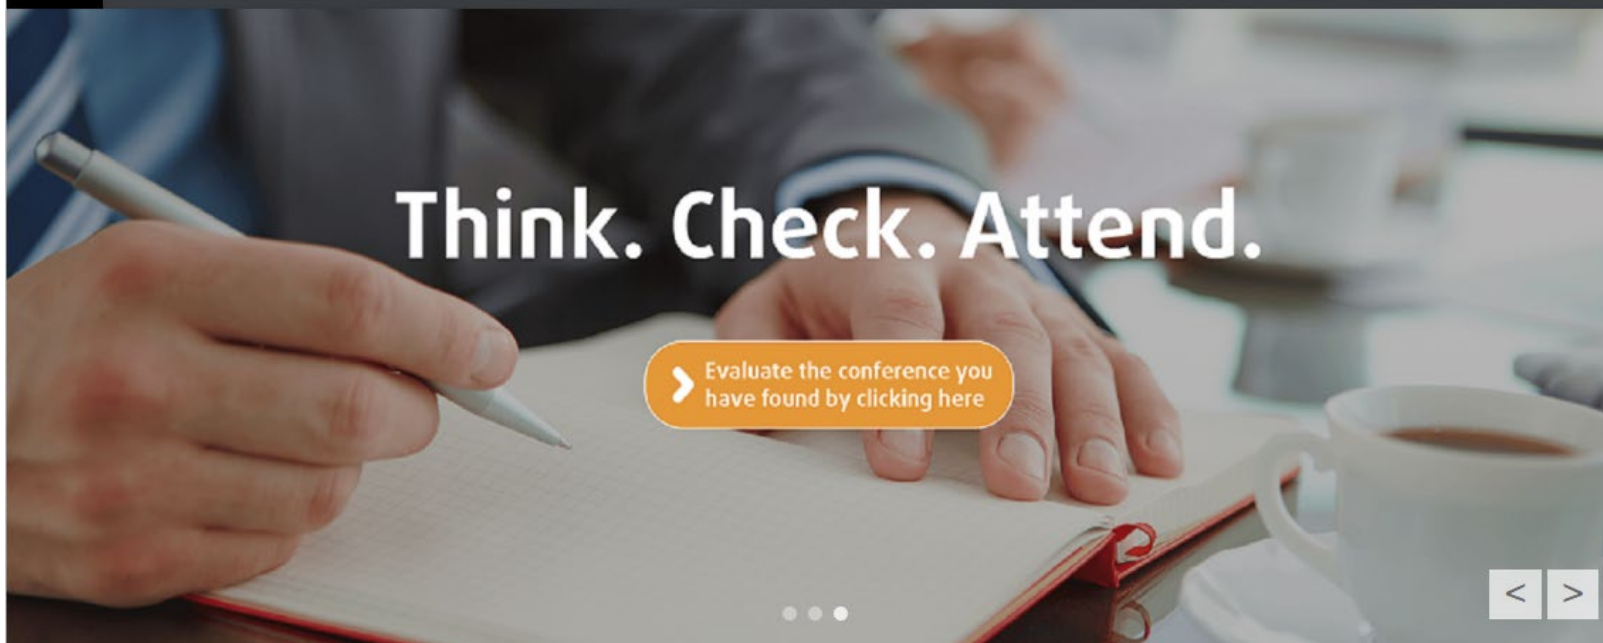 Think. Check. Attend.
Evaluate the conference you
have found by clicking here
< >